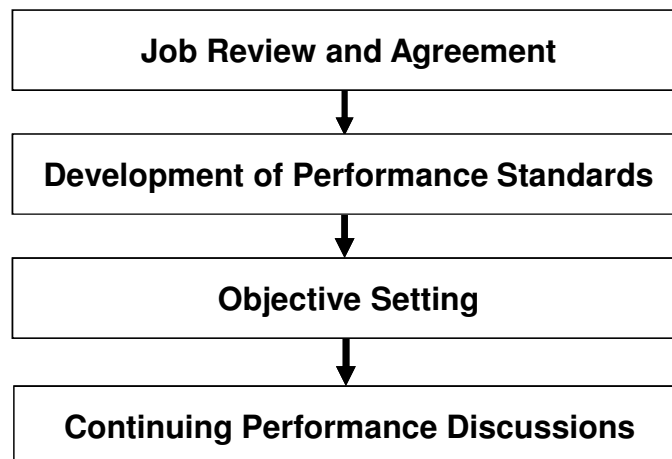 Job Review and Agreement
Development of Performance Standards
Objective Setting
Continuing Performance Discussions